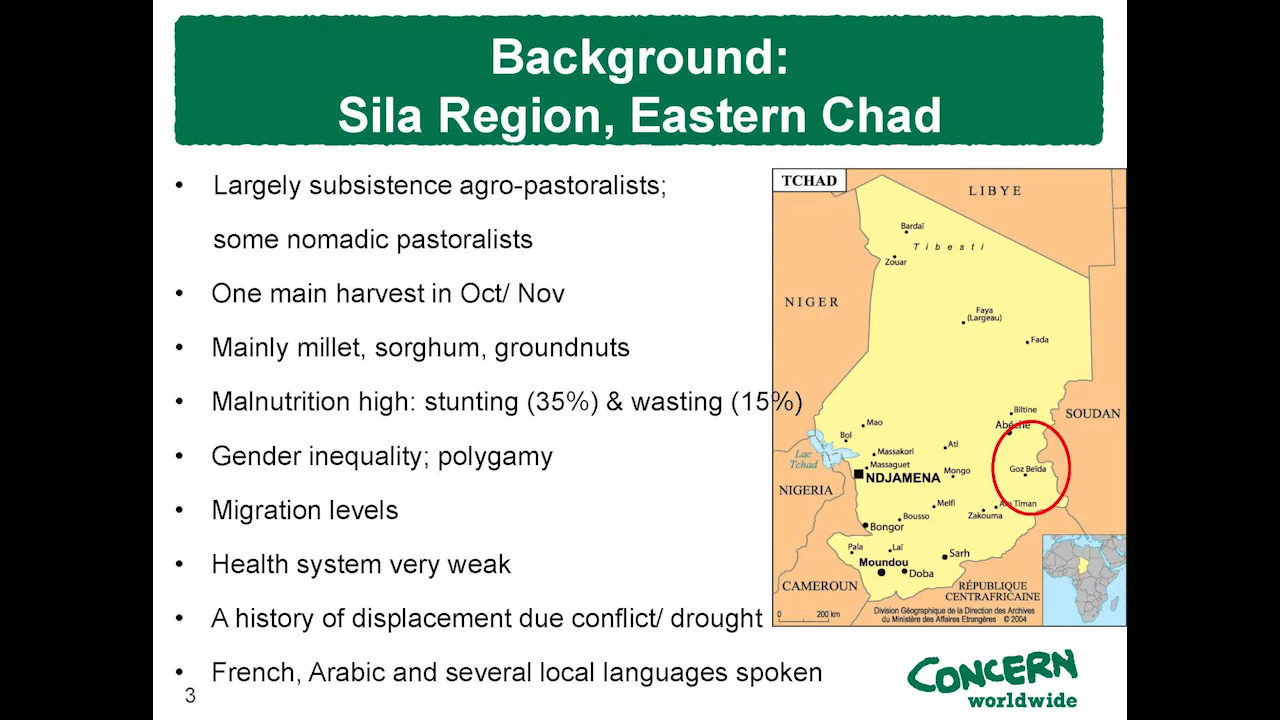 Background:
Sila Region, Eastern Chad
• Largely subsistence agro-pastoralists;
some nomadic pastoralists
• One main harvest in Oct/ Nov
• Mainly millet, sorghum, groundnuts
• Malnutrition high: stunting (35%) & wasting (15%)
• Gender inequality; polygamy
• Migration levels
• Health system very weak
• A history of displacement due conflict/ drought
• French, Arabic and several local languages spoken
3
TCHAD
LIBYE
Bardaï
Tibesti
Zouar
NIGER
Faya
(Largeau)
Fada
Biltine
SOUDAN
Abéché
Mao
Bol
Ati
Lac
Tchad
Massakori
Massaguet
Goz Beïda
NDJAMENA
Mongo
NIGERIA
Melfi
Am Timan
Zakouma
Bousso
Bongor
Pala
Laï
Sarh
Moundou
Doba
CAMEROUN
RÉPUBLIQUE
CENTRAFRICAINE
0 200 km
Division Géographique de la Direction des Archives
du Ministère des Affaires Etrangères © 2004
CONCERN
worldwide